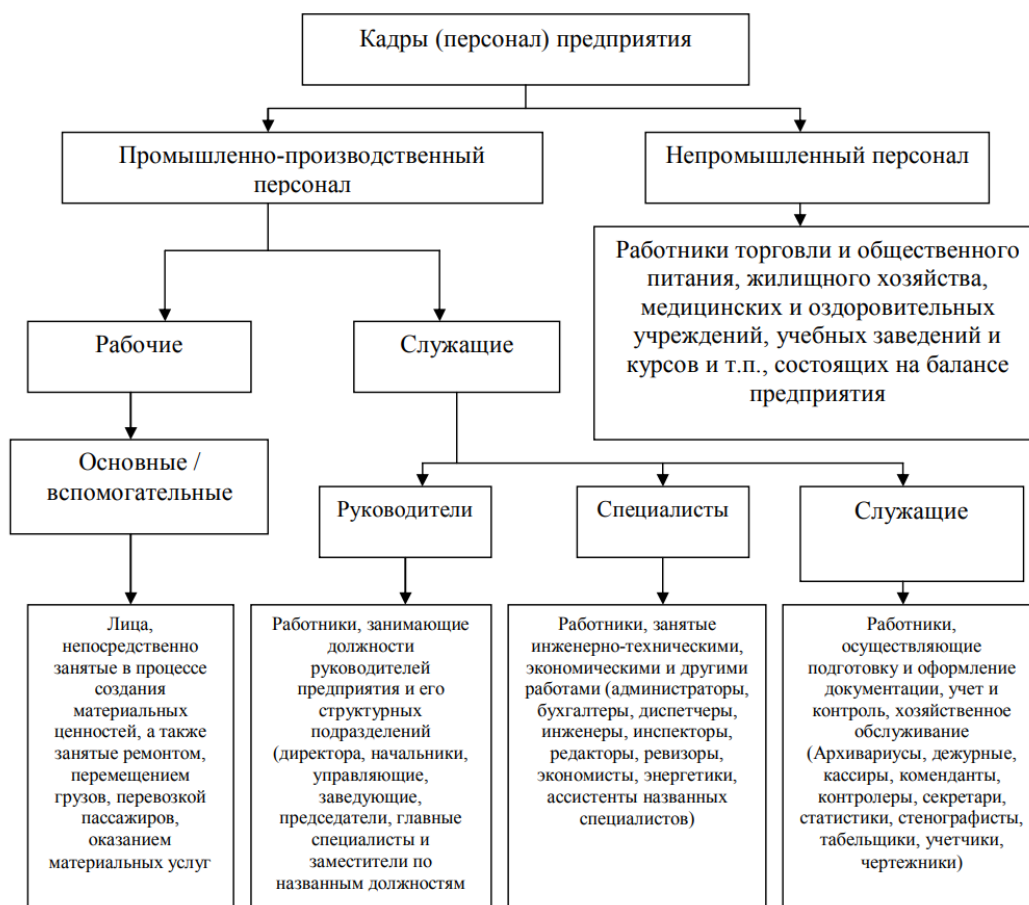 Кадры (персонал) предприятия
Промышленно-производственный
персонал
Непромышленный персонал
Работники торговли и общественного
питания, жилищного хозяйства,
медицинских и оздоровительных
учреждений, учебных заведений и
курсов и т.п., состоящих на балансе
предприятия
Рабочие
Служащие
Основные /
вспомогательные
Руководители
Специалисты
Служащие
Лица,
непосредственно
занятые в процессе
создания
материальных
ценностей, а также
занятые ремонтом,
перемещением
грузов, перевозкой
пассажиров,
оказанием
материальных услуг
Работники, занимающие
должности
руководителей
предприятия и его
структурных
подразделений
(директора, начальники,
управляющие,
заведующие,
председатели, главные
специалисты и
заместители по
названным должностям
Работники, занятые
инженерно-техническими,
экономическими и другими
работами (администраторы,
бухгалтеры, диспетчеры,
инженеры, инспекторы,
редакторы, ревизоры,
экономисты, энергетики,
ассистенты названных
специалистов)
Работники,
осуществляющие
подготовку и оформление
документации, учет и
контроль, хозяйственное
обслуживание
(Архивариусы, дежурные,
кассиры, коменданты,
контролеры, секретари,
статистики, стенографисты,
табельщики, учетчики,
чертежники)